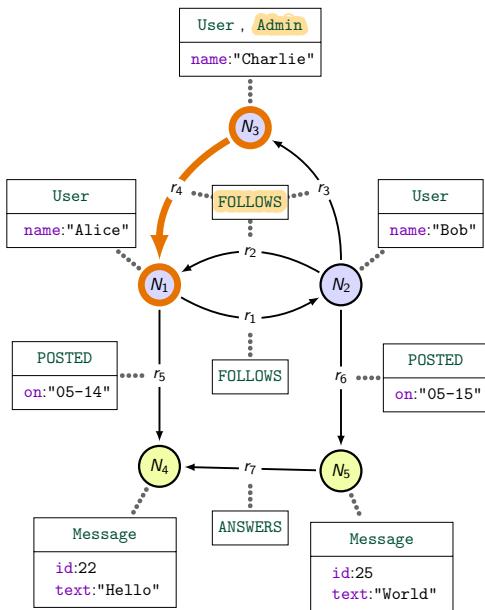 User , Admin
name:"Charlie"
N3
r4
r3
FOLLOWS
User
name:"Alice"
User
name:"Bob"
r2
N1
N2
r1
POSTED
on:"05-14"
r5
FOLLOWS
r6
POSTED
on:"05-15"
N4
r7
N5
Message
id:22
text:"Hello"
ANSWERS
Message
id:25
text:"World"